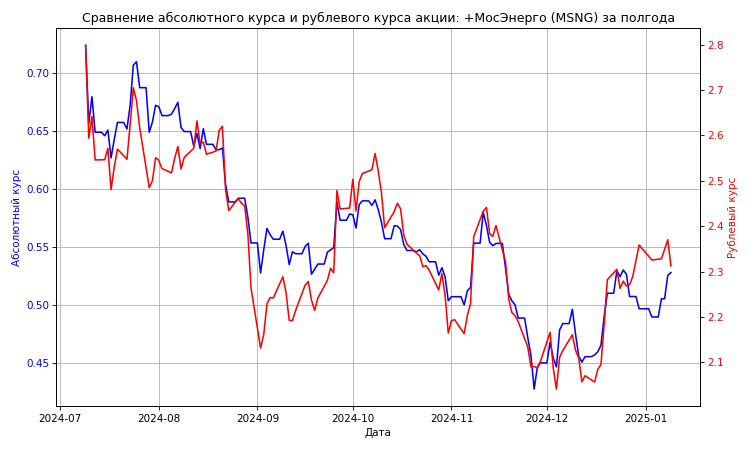 Сравнение абсолютного курса и рублевого курса акции: +МосЭнерго (MSNG) за полгода
Абсолютный курс
0.70
0.65
0.60
0.55
0.50
0.45
2.8
2.7
2.6
2.5
2.4
2.3
2.2
2.1
Рублевый курс
2024-07 2024-08 2024-09 2024-10 2024-11 2024-12 2025-01
Дата